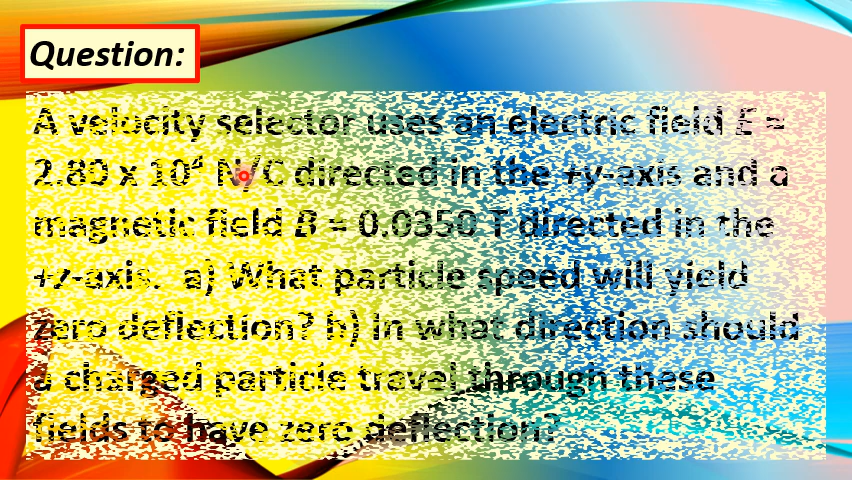 Question:
A velocity selector uses an electric field E =
2.80 x 10⁴ N/C directed in the +y-axis and a
magnetic field B = 0.0350 T directed in the
+z-axis. a) What particle speed will yield
zero deflection? b) In what direction should
a charged particle travel through these
fields to have zero deflection?